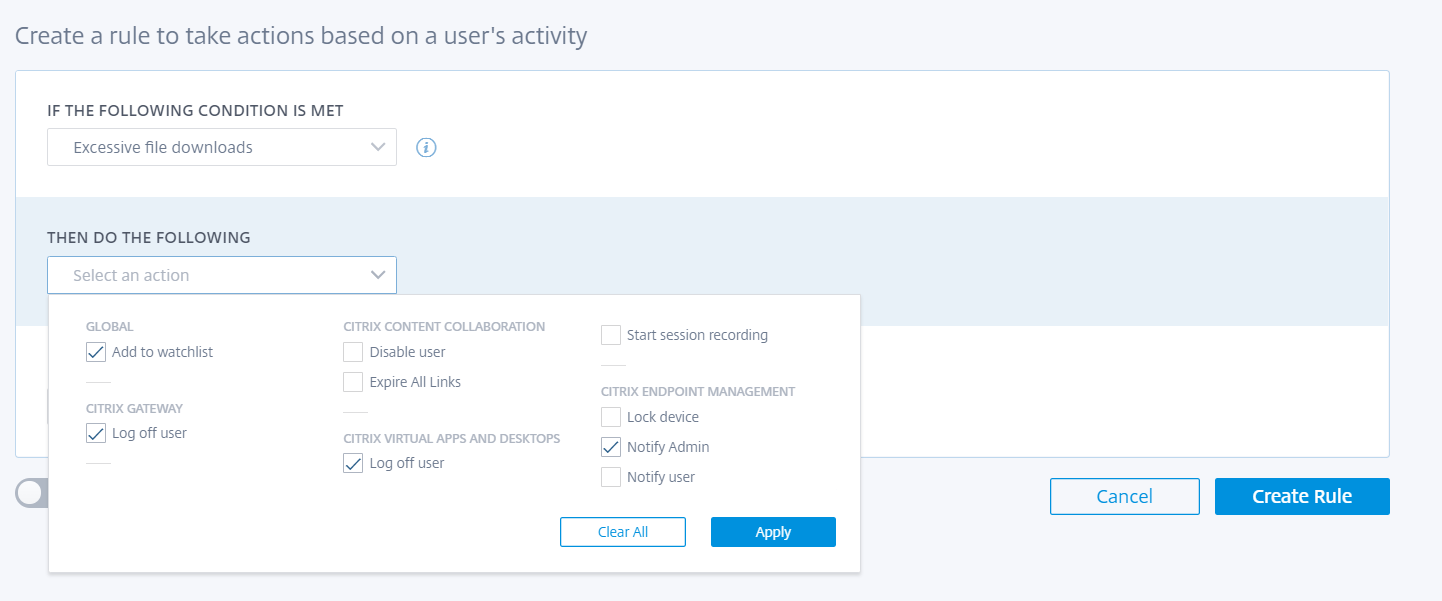 Create a rule to take actions based on a user's activity
IF THE FOLLOWING CONDITION IS MET
Excessive file downloads
i
THEN DO THE FOLLOWING
Select an action
GLOBAL
Add to watchlist
CITRIX GATEWAY
Log off user
CITRIX CONTENT COLLABORATION
Disable user
Expire All Links
CITRIX VIRTUAL APPS AND DESKTOPS
Log off user
Start session recording
CITRIX ENDPOINT MANAGEMENT
Lock device
Notify Admin
Notify user
Clear All
Apply
Cancel
Create Rule